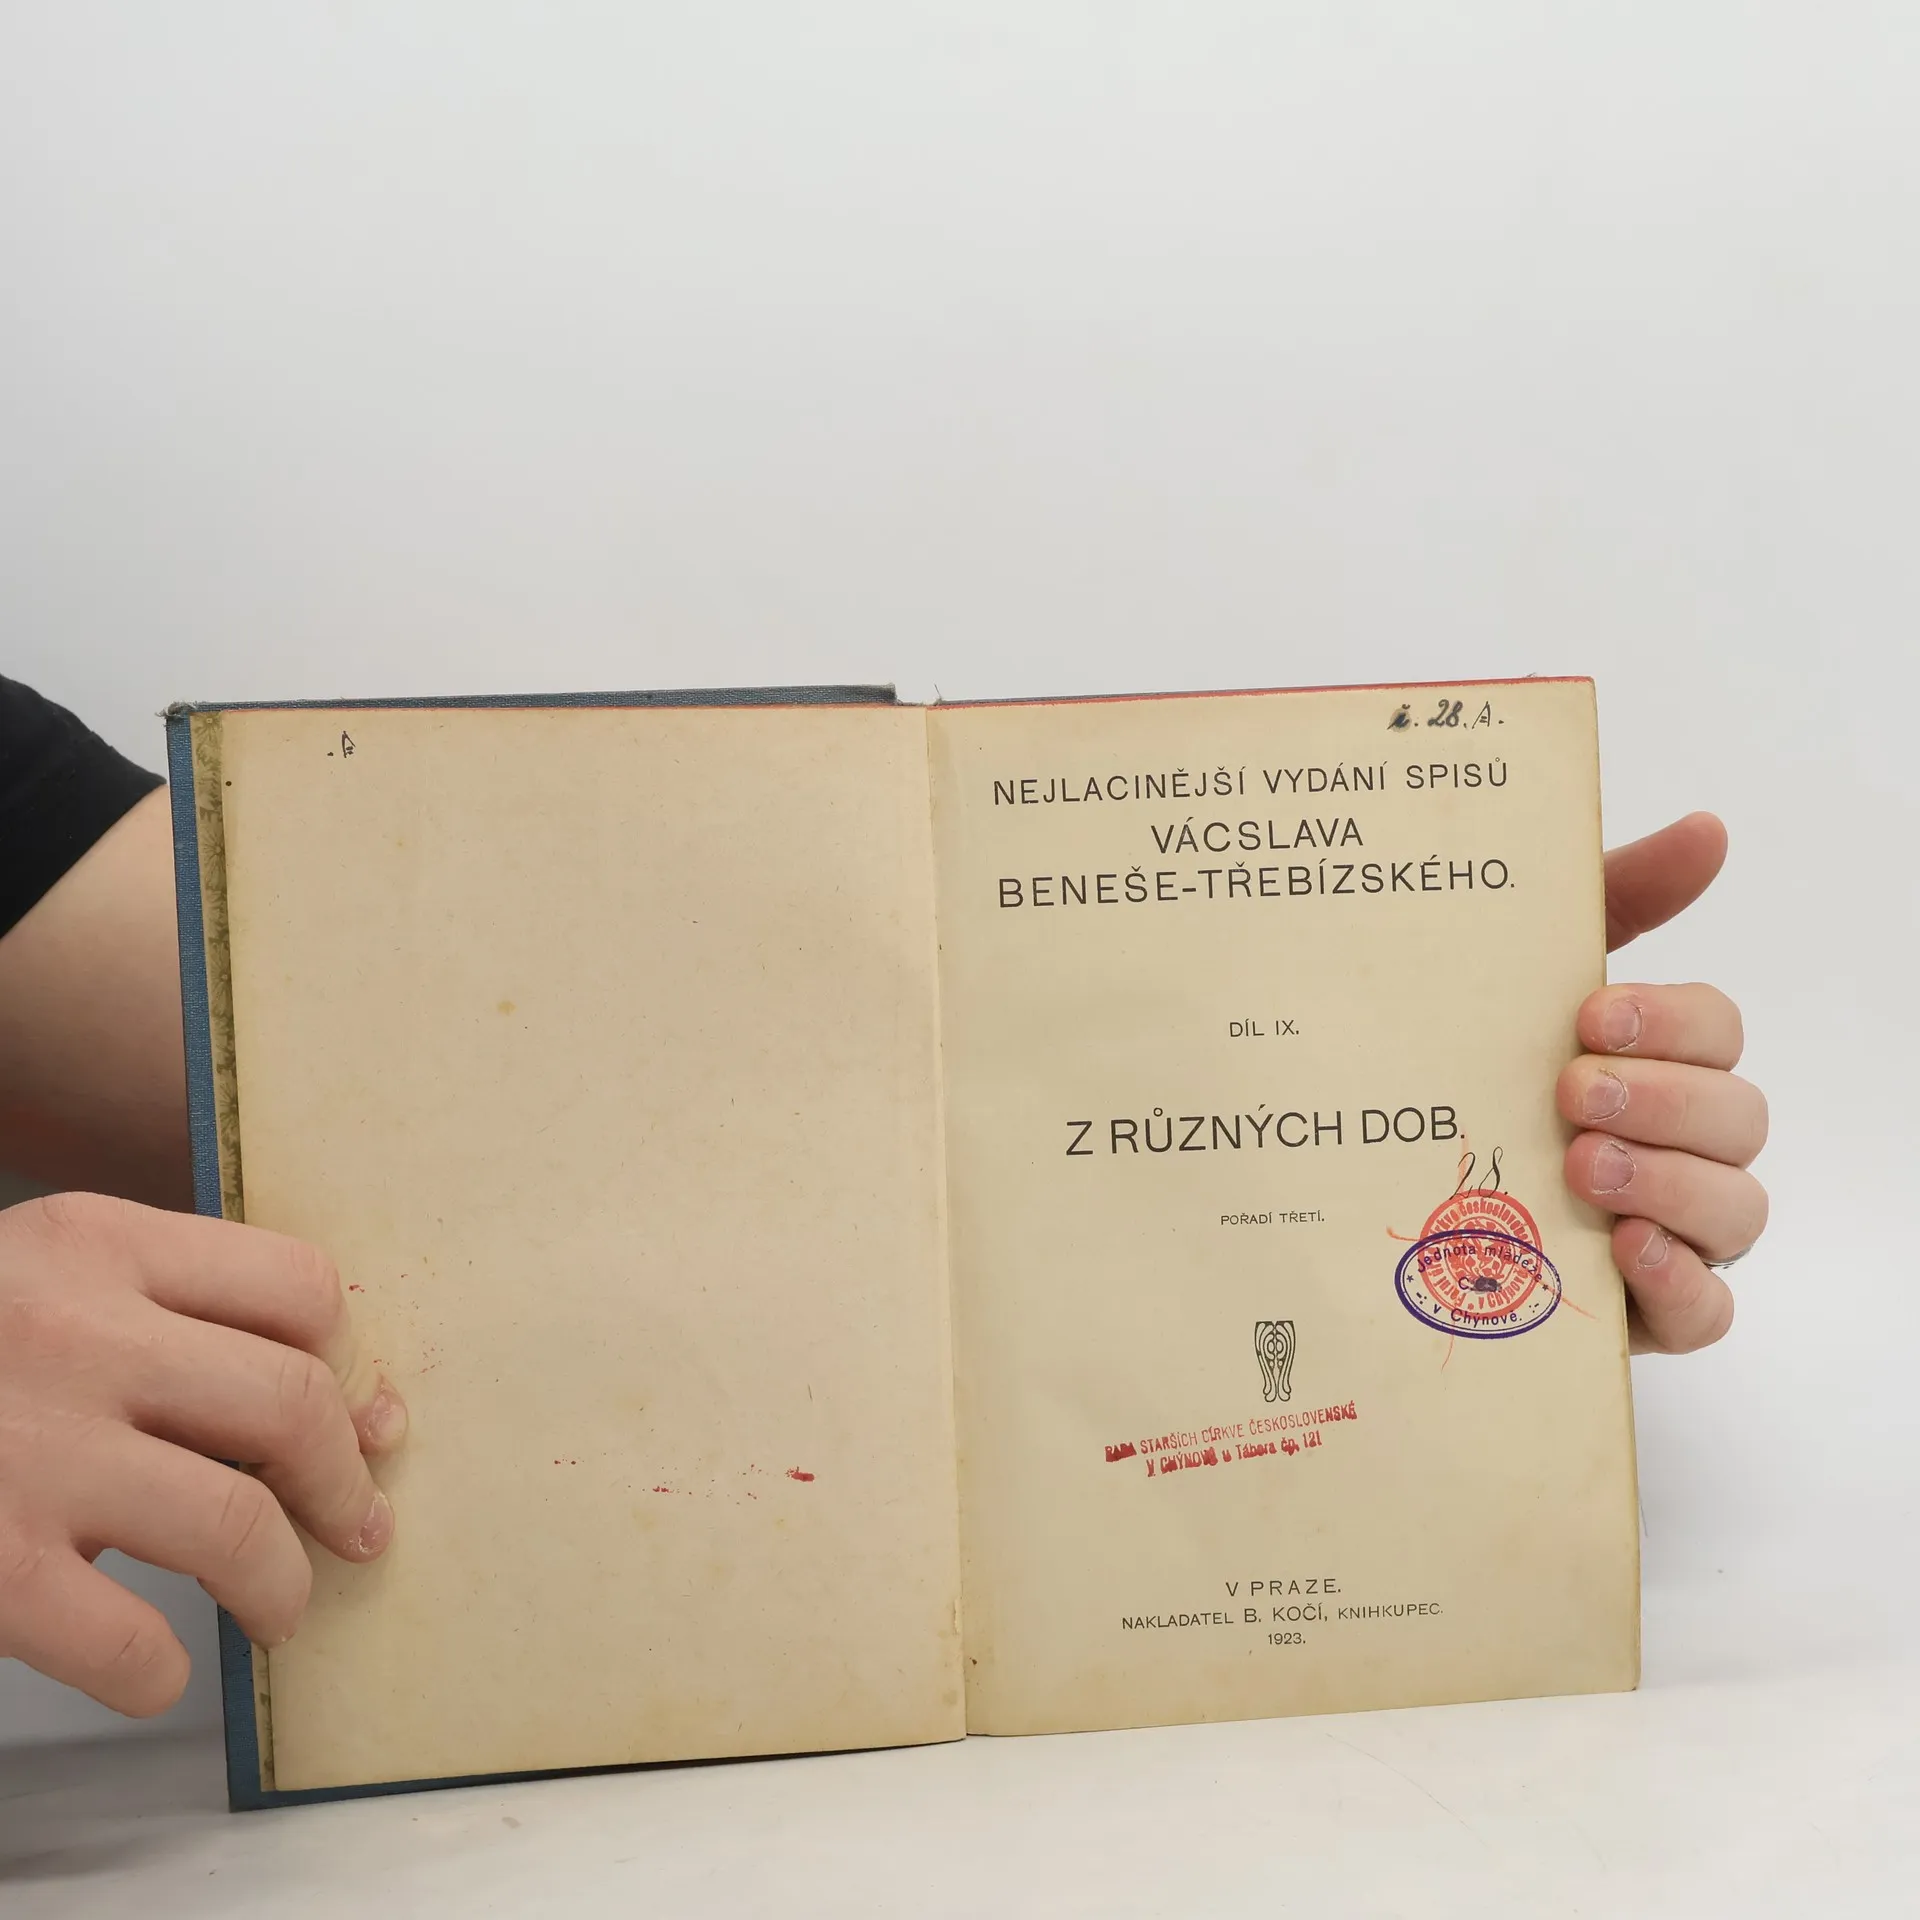 č. 28. A.
NEJLACINĚJŠÍ VYDÁNÍ SPISŮ
VÁCSLAVA
BENEŠE-TŘEBÍZSKÉHO.
DÍL IX.
Z RŮZNÝCH DOB.
28.
POŘADÍ TŘETÍ.
Jednota mládeže
v Chýnově.
RADA STARŠÍCH CÍRKVE ČESKOSLOVENSKÉ
V CHÝNOVĚ u Tábora čp. 121
V PRAZE.
NAKLADATEL B. KOČÍ, KNIHKUPEC.
1923.